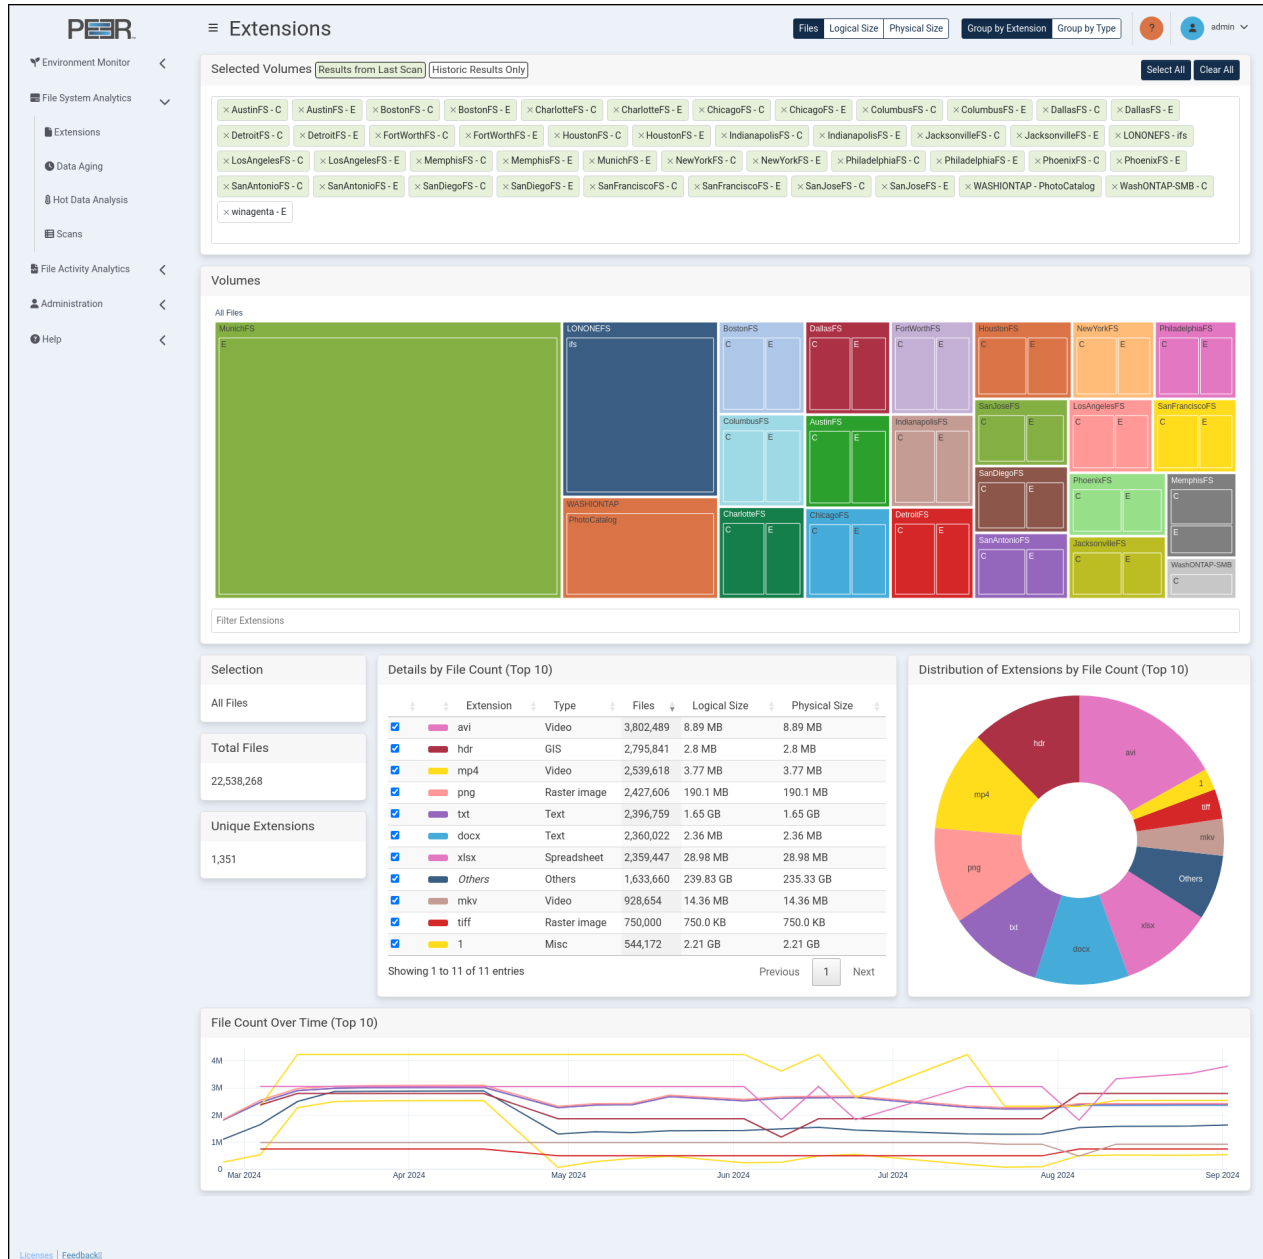 PEER
≡ Extensions
Files Logical Size Physical Size Group by Extension Group by Type ? admin
Environment Monitor
File System Analytics
Extensions
Data Aging
Hot Data Analysis
Scans
File Activity Analytics
Administration
Help
Selected Volumes Results from Last Scan Historic Results Only Select All Clear All
× AustinFS - C × AustinFS - E × BostonFS - C × BostonFS - E × CharlotteFS - C × CharlotteFS - E × ChicagoFS - C × ChicagoFS - E × ColumbusFS - C × ColumbusFS - E × DallasFS - C × DallasFS - E
× DetroitFS - C × DetroitFS - E × FortWorthFS - C × FortWorthFS - E × HoustonFS - C × HoustonFS - E × IndianapolisFS - C × IndianapolisFS - E × JacksonvilleFS - C × JacksonvilleFS - E × LONONEFS - ifs
× LosAngelesFS - C × LosAngelesFS - E × MemphisFS - C × MemphisFS - E × MunichFS - E × NewYorkFS - C × NewYorkFS - E × PhiladelphiaFS - C × PhiladelphiaFS - E × PhoenixFS - C × PhoenixFS - E
× SanAntonioFS - C × SanAntonioFS - E × SanDiegoFS - C × SanDiegoFS - E × SanFranciscoFS - C × SanFranciscoFS - E × SanJoseFS - C × SanJoseFS - E × WASHIONTAP - PhotoCatalog × WashONTAP-SMB - C
× winagenta - E
Volumes
All Files
MunichFS
E
LONONEFS
ifs
WASHIONTAP
PhotoCatalog
BostonFS
C E
ColumbusFS
C E
CharlotteFS
C E
DallasFS
C E
AustinFS
C E
ChicagoFS
C E
FortWorthFS
C E
IndianapolisFS
C E
DetroitFS
C E
HoustonFS
C E
SanJoseFS
C E
SanDiegoFS
C E
SanAntonioFS
C E
NewYorkFS
C E
LosAngelesFS
C E
PhoenixFS
C E
JacksonvilleFS
C E
PhiladelphiaFS
C E
SanFranciscoFS
C E
MemphisFS
C
E
WashONTAP-SMB
C
Filter Extensions
Selection
All Files
Total Files
22,538,268
Unique Extensions
1,351
Details by File Count (Top 10)
Extension Type Files Logical Size Physical Size
avi Video 3,802,489 8.89 MB 8.89 MB
hdr GIS 2,795,841 2.8 MB 2.8 MB
mp4 Video 2,539,618 3.77 MB 3.77 MB
png Raster image 2,427,606 190.1 MB 190.1 MB
txt Text 2,396,759 1.65 GB 1.65 GB
docx Text 2,360,022 2.36 MB 2.36 MB
xlsx Spreadsheet 2,359,447 28.98 MB 28.98 MB
Others Others 1,633,660 239.83 GB 235.33 GB
mkv Video 928,654 14.36 MB 14.36 MB
tiff Raster image 750,000 750.0 KB 750.0 KB
1 Misc 544,172 2.21 GB 2.21 GB
Showing 1 to 11 of 11 entries
Previous 1 Next
Distribution of Extensions by File Count (Top 10)
hdr
avi
mp4
1
tiff
mkv
png
Others
txt
xlsx
docx
File Count Over Time (Top 10)
4M
3M
2M
1M
0
Mar 2024 Apr 2024 May 2024 Jun 2024 Jul 2024 Aug 2024 Sep 2024
Licenses | Feedback